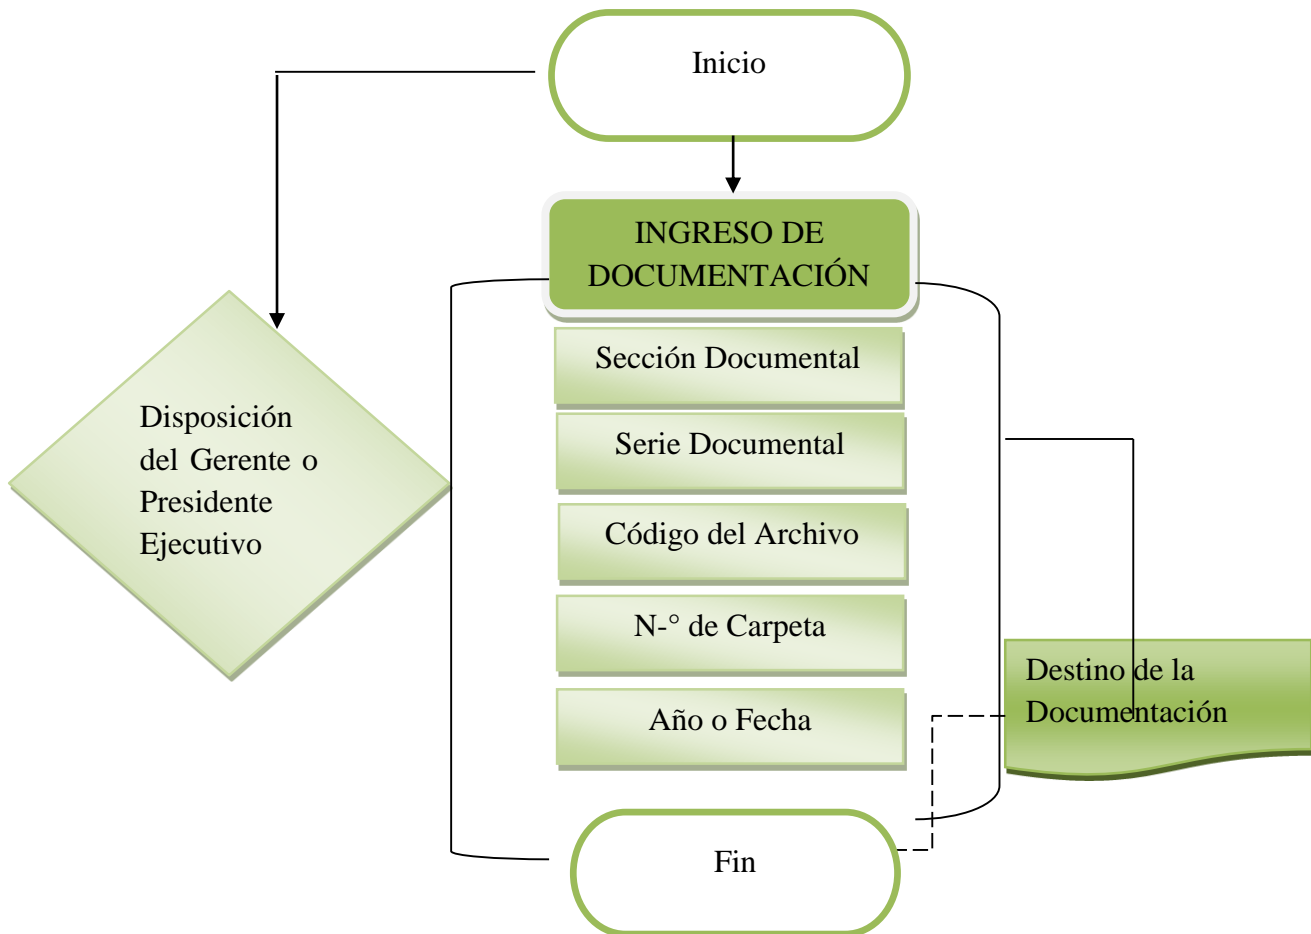 Inicio
INGRESO DE
DOCUMENTACIÓN
Sección Documental
Disposición
del Gerente o
Presidente
Ejecutivo
Serie Documental
Código del Archivo
N-° de Carpeta
Año o Fecha
Destino de la
Documentación
Fin